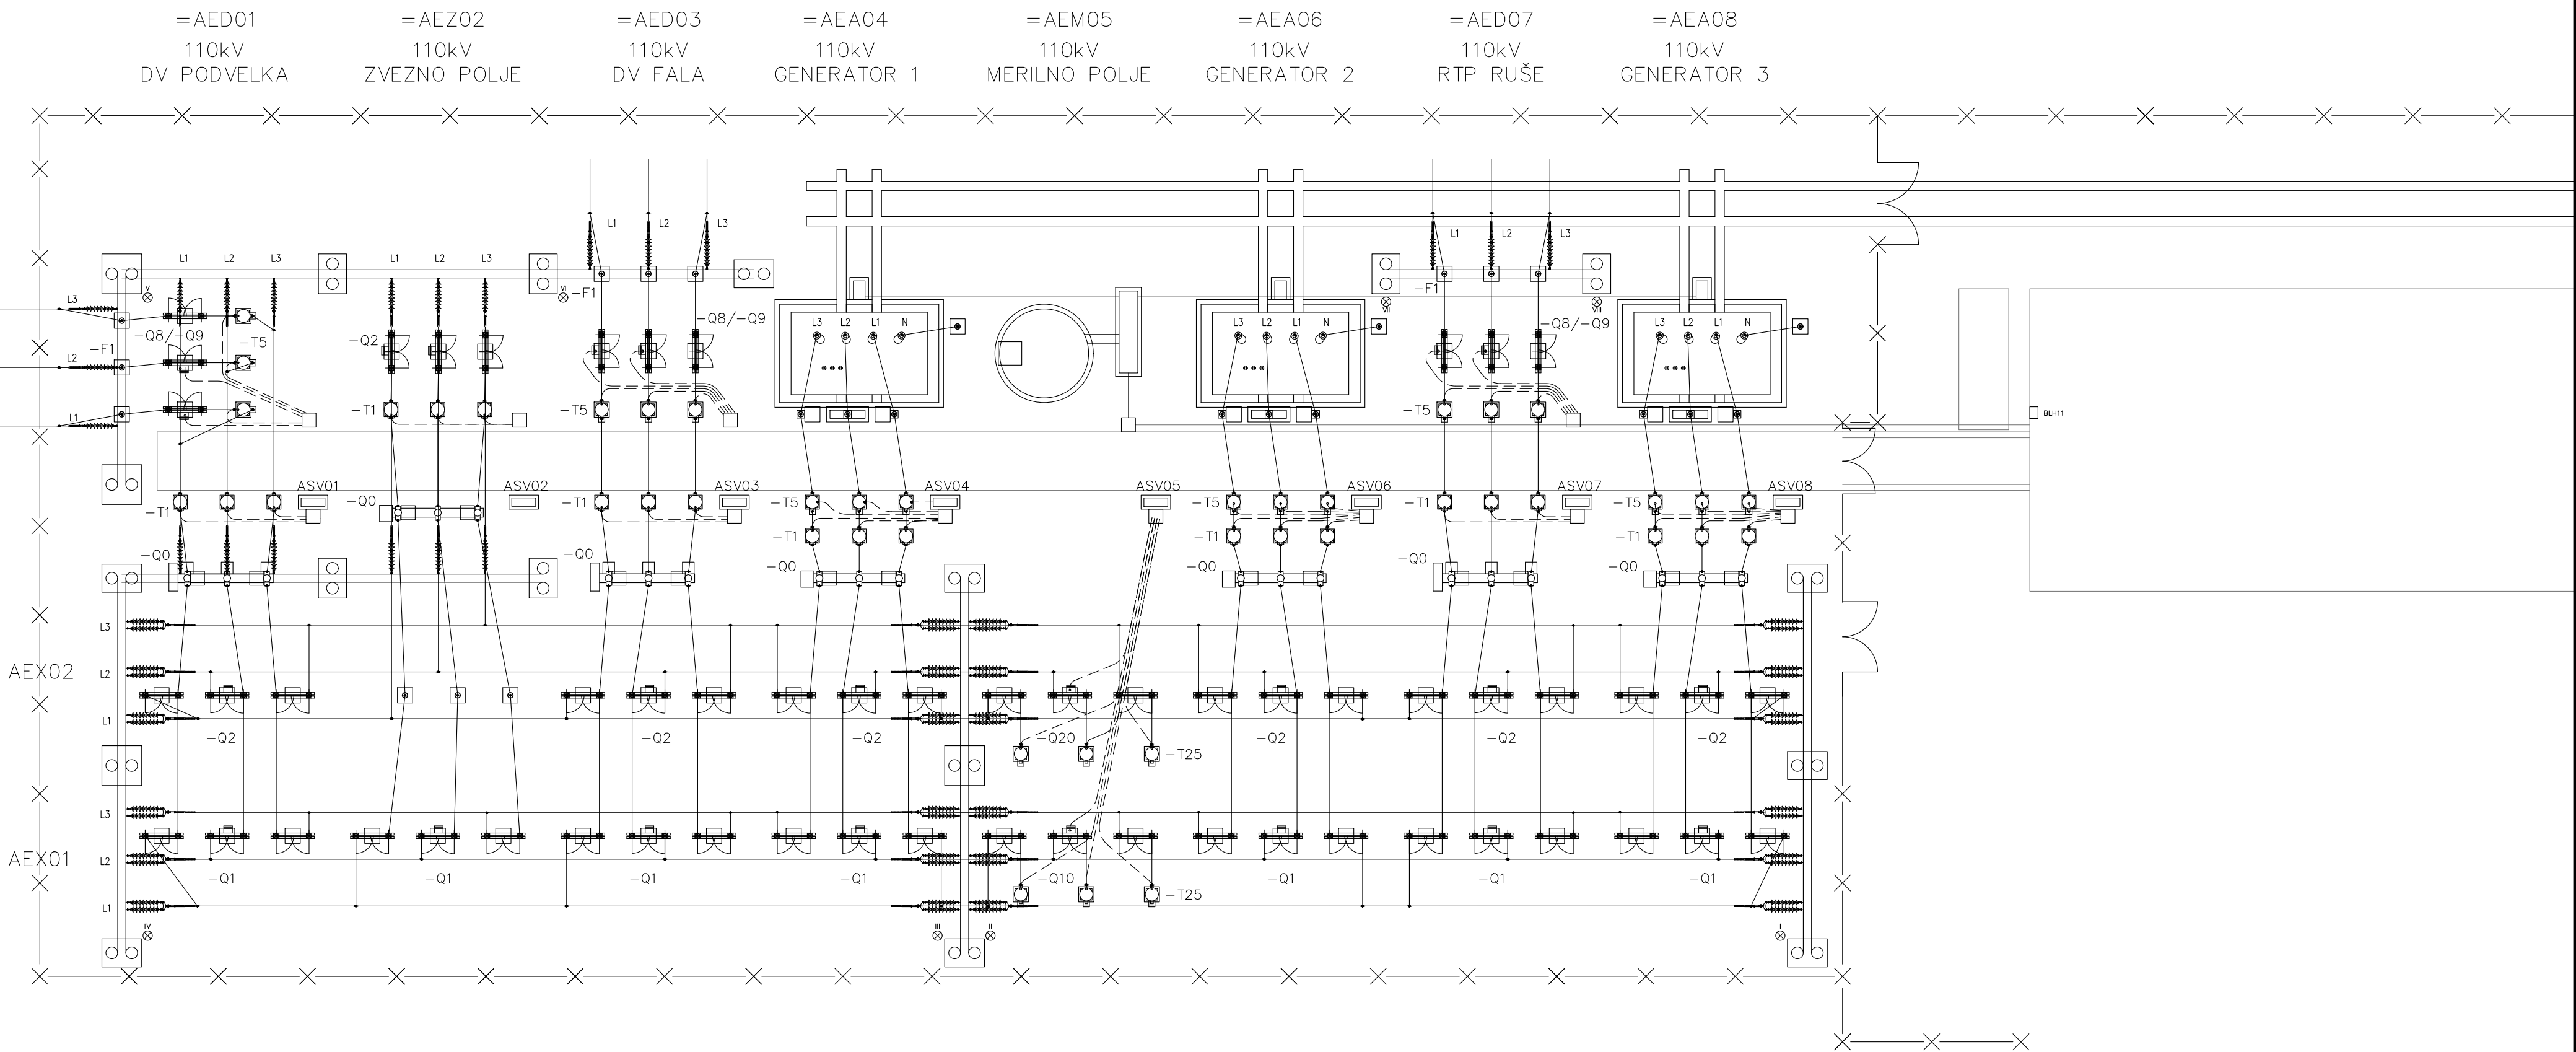 =AED01
110kV
DV PODVELKA
=AEZ02
110kV
ZVEZNO POLJE
=AED03
110kV
DV FALA
=AEA04
110kV
GENERATOR 1
=AEM05
110kV
MERILNO POLJE
=AEA06
110kV
GENERATOR 2
=AED07
110kV
RTP RUŠE
=AEA08
110kV
GENERATOR 3
L1 L2 L3
L1 L2 L3
L1 L2 L3
L1 L2 L3
V
VI
VII
VIII
L3
L2
L1
-F1
-Q8/-Q9
-T5
-Q2
-T1
-F1
-Q8/-Q9
-T5
L3 L2 L1 N
L3 L2 L1 N
-F1
-Q8/-Q9
-T5
L3 L2 L1 N
BLH11
ASV01
ASV02
ASV03
ASV04
ASV05
ASV06
ASV07
ASV08
-T1
-Q0
-Q0
-T1
-Q0
-T5
-T1
-Q0
-T5
-T1
-Q0
-T1
-Q0
-T5
-T1
-Q0
AEX02
L3
L2
L1
-Q2
-Q2
-Q2
-Q20
-T25
-Q2
-Q2
-Q2
AEX01
L3
L2
L1
-Q1
-Q1
-Q1
-Q1
-Q10
-T25
-Q1
-Q1
-Q1
IV
III
II
I